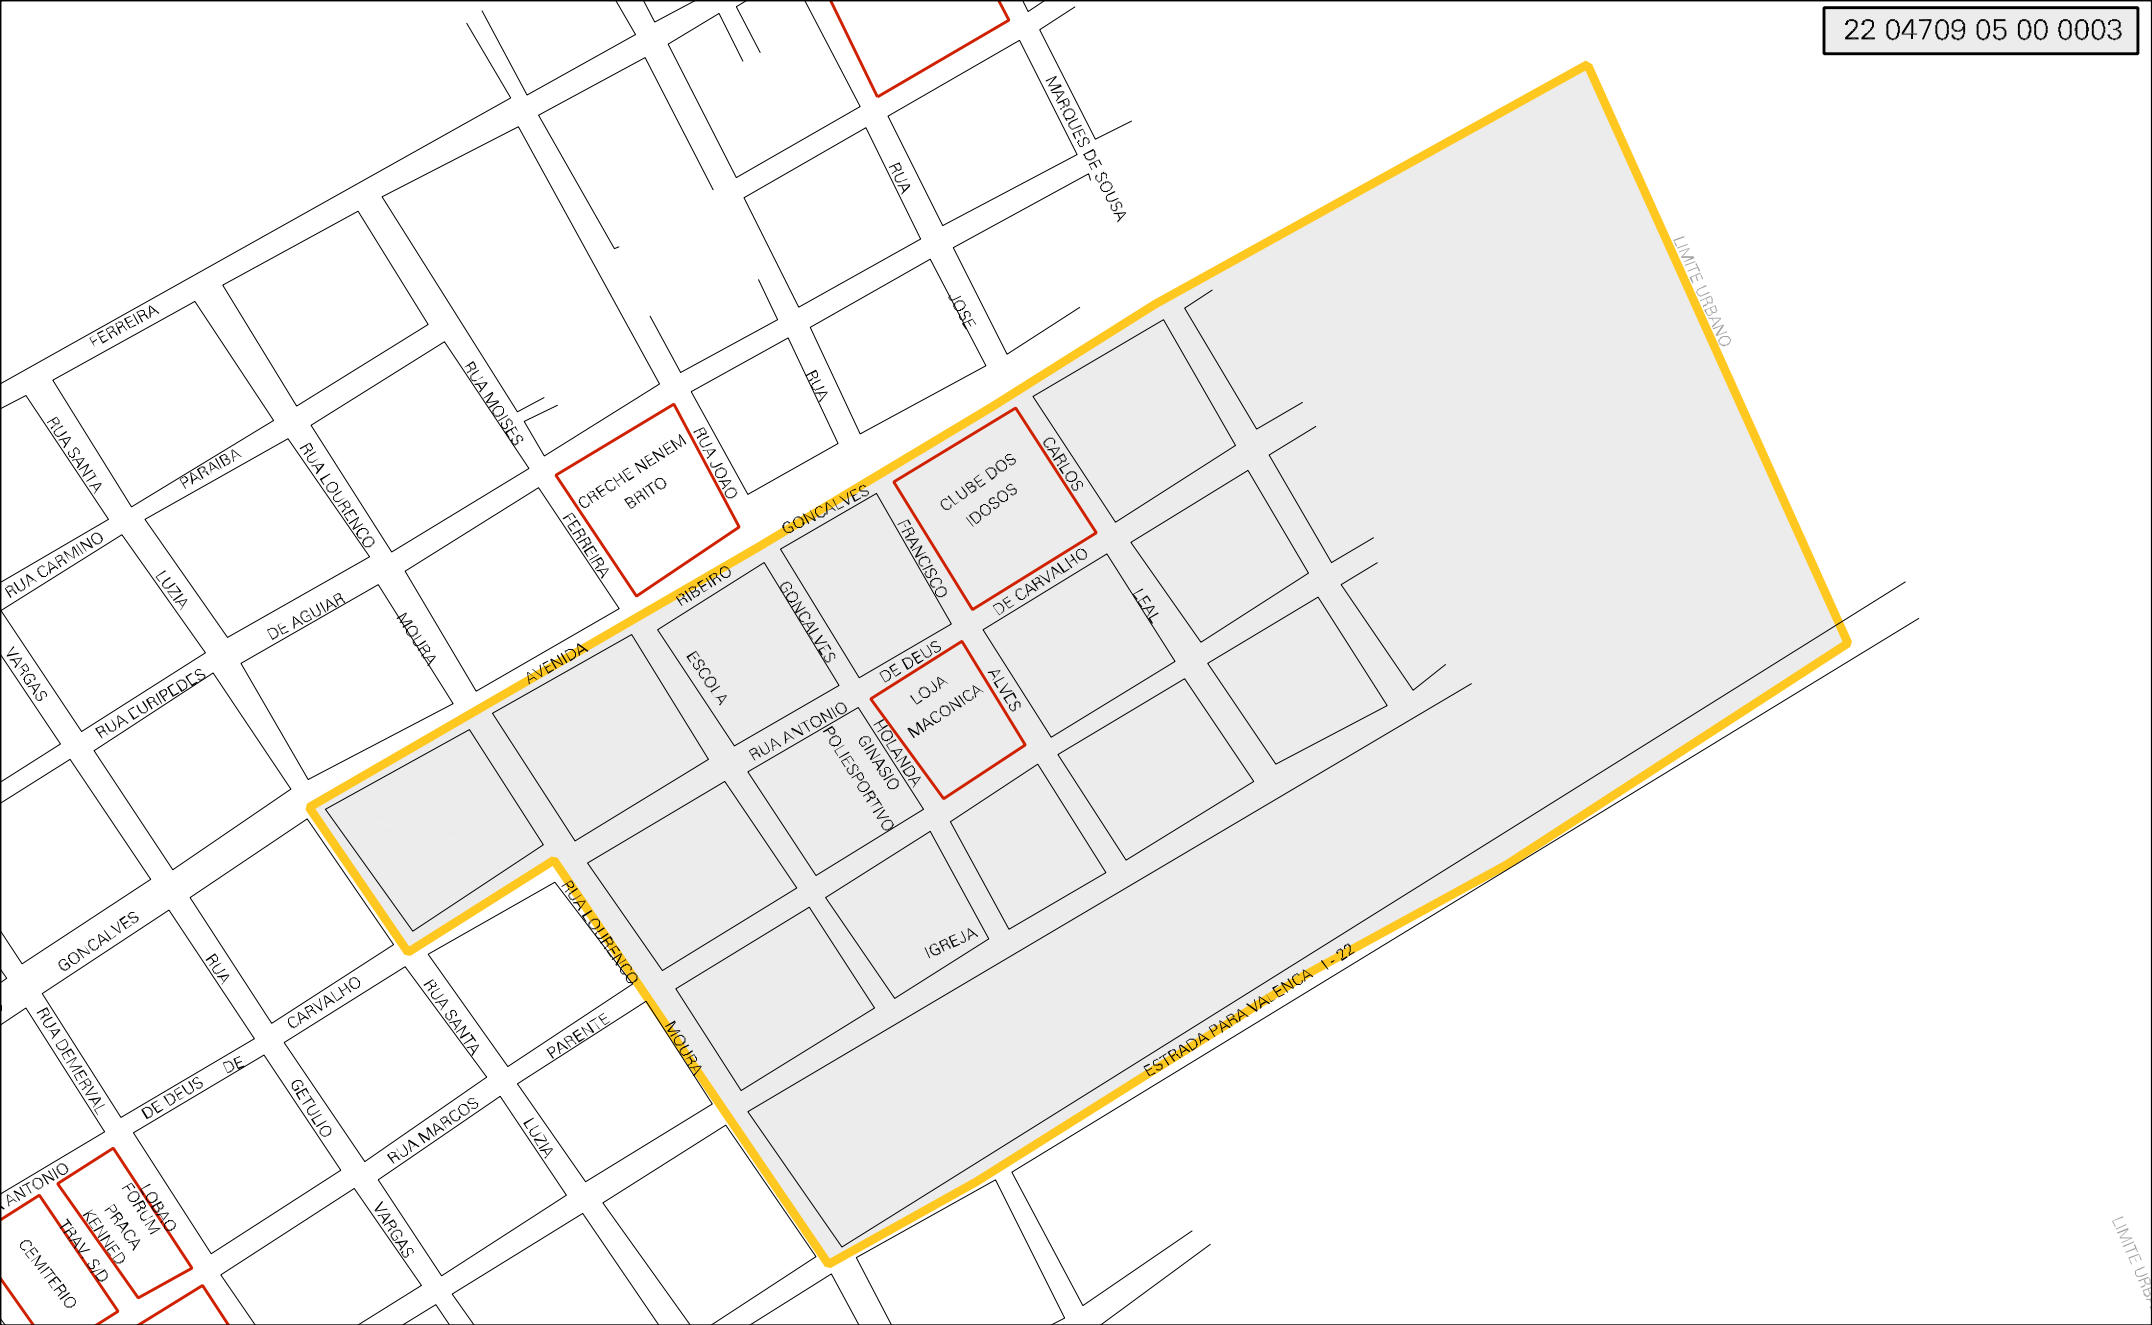 22 04709 05 00 0003
MARQUES DE SOUSA
RUA
JOSE
LIMITE URBANO
FERREIRA
RUA MOISES
RUA
RUA SANTA
PARAIBA
RUA LOURENCO
CRECHE NENEM
BRITO
RUA JOAO
CARLOS
CLUBE DOS
IDOSOS
GONCALVES
FRANCISCO
FERREIRA
RUA CARMINO
LUZIA
DE AGUIAR
MOURA
RIBEIRO
GONCALVES
DE CARVALHO
LEAL
AVENIDA
ESCOLA
DE DEUS
ALVES
LOJA
MACONICA
VARGAS
RUA EURIPEDES
RUA ANTONIO
HOLANDA
GINASIO
POLIESPORTIVO
RUA LOURENCO
IGREJA
GONCALVES
RUA
CARVALHO
RUA SANTA
PARENTE
MOURA
ESTRADA PARA VALENCA I - 22
RUA DEMERVAL
DE DEUS
DE
GETULIO
RUA MARCOS
LUZIA
ANTONIO
LOBAO
FORUM
PRACA
KENNED
TRAV. S/D
CEMITERIO
VARGAS
LIMITE URBA